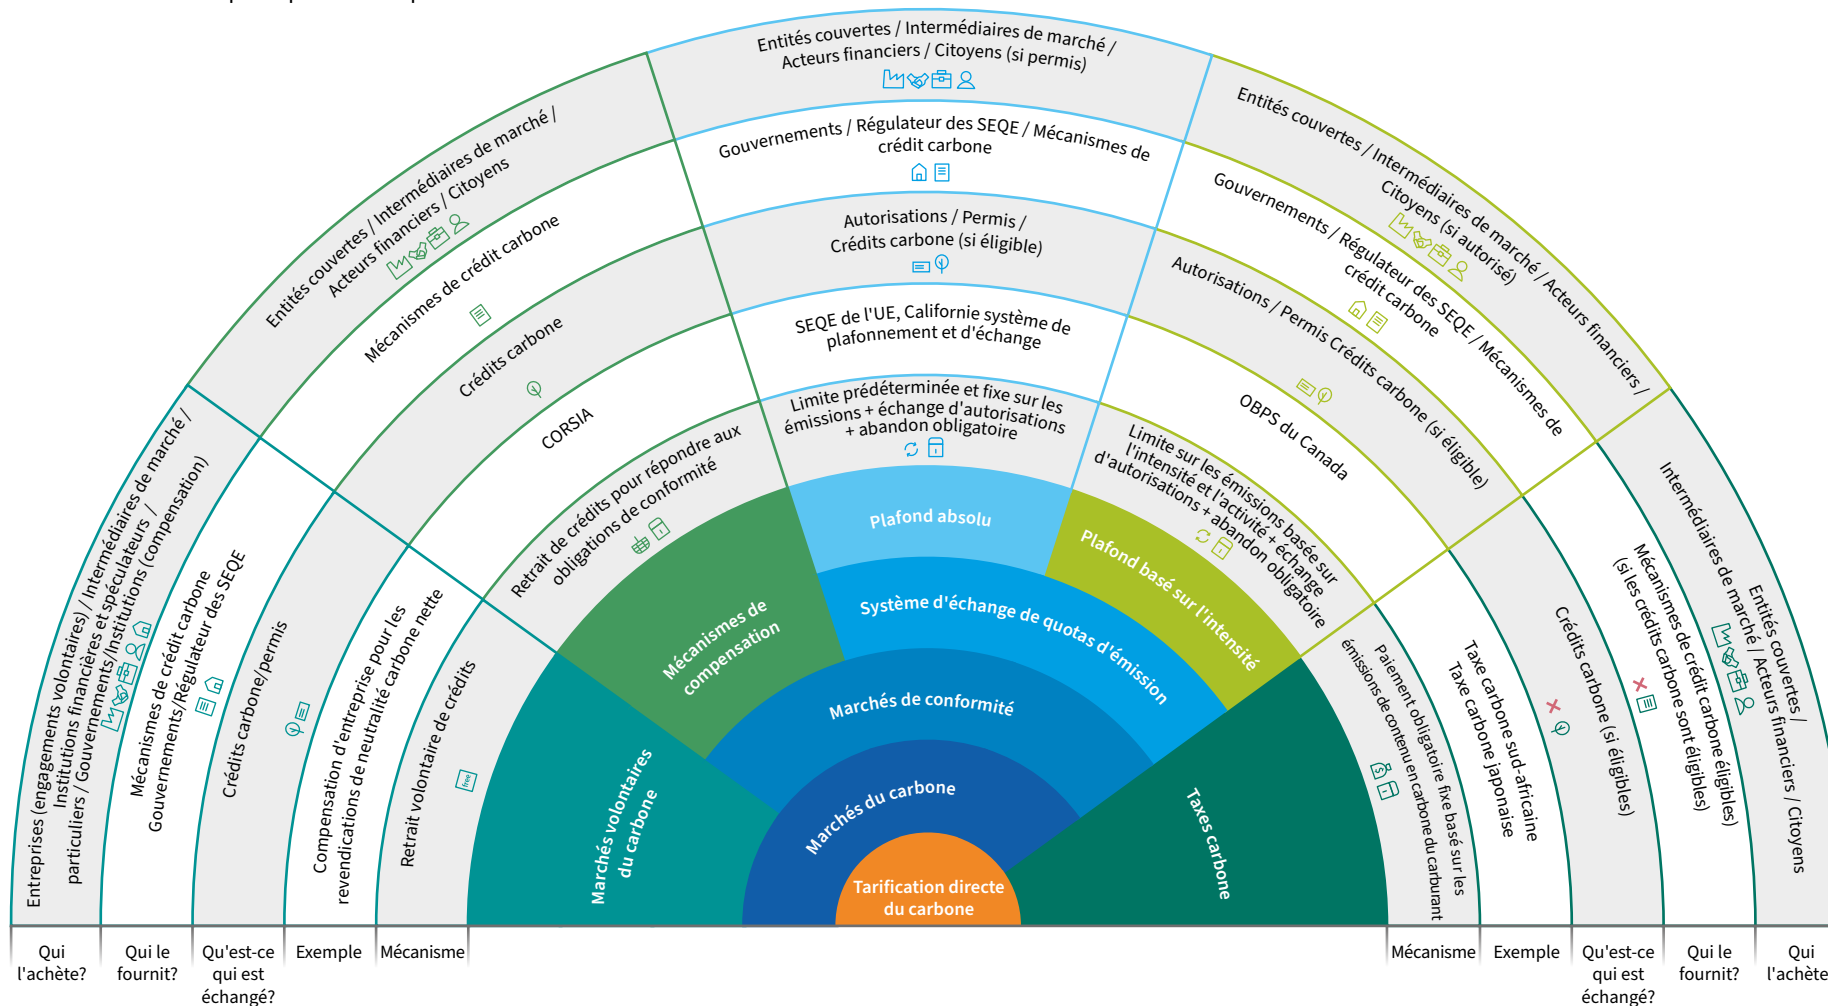 Entités couvertes / Intermédiaires de marché /
Acteurs financiers / Citoyens (si permis)
Gouvernements / Régulateur des SEQE / Mécanismes de
crédit carbone
Autorisations / Permis /
Crédits carbone (si éligible)
SEQE de l'UE, Californie système de
plafonnement et d'échange
Limite prédéterminée et fixe sur les
émissions + échange d'autorisations
+ abandon obligatoire
Plafond absolu
Entités couvertes / Intermédiaires de marché /
Acteurs financiers / Citoyens
Mécanismes de crédit carbone
Crédits carbone
CORSIA
Retrait de crédits pour répondre aux
obligations de conformité
Mécanismes de
compensation
Entités couvertes / Intermédiaires de marché / Acteurs financiers /
Citoyens (si autorisé)
Gouvernements / Régulateur des SEQE / Mécanismes de
crédit carbone
Autorisations / Permis Crédits carbone (si éligible)
OBPS du Canada
Limite sur les émissions basée sur
l'intensité et l'activité + échange
d'autorisations + abandon obligatoire
Plafond basé sur l'intensité
Système d'échange de quotas d'émission
Marchés de conformité
Marchés du carbone
Tarification directe
du carbone
Entreprises (engagements volontaires) / Intermédiaires de marché /
Institutions financières et spéculateurs /
particuliers / Gouvernements/Institutions (compensation)
Mécanismes de crédit carbone
Gouvernements/Régulateur des SEQE
Crédits carbone/permis
Compensation d'entreprise pour les
revendications de neutralité carbone nette
Retrait volontaire de crédits
free
Marchés volontaires
du carbone
Taxes carbone
Paiement obligatoire fixe basé sur les
émissions de contenu en carbone du carburant
Taxe carbone sud-africaine
Taxe carbone japonaise
Crédits carbone (si éligibles)
Mécanismes de crédit carbone éligibles)
(si les crédits carbone sont éligibles)
Entités couvertes /
Intermédiaires de marché / Acteurs financiers / Citoyens
Qui
l'achète?
Qui le
fournit?
Qu'est-ce
qui est
échangé?
Exemple
Mécanisme
Mécanisme
Exemple
Qu'est-ce
qui est
échangé?
Qui le
fournit?
Qui
l'achète?